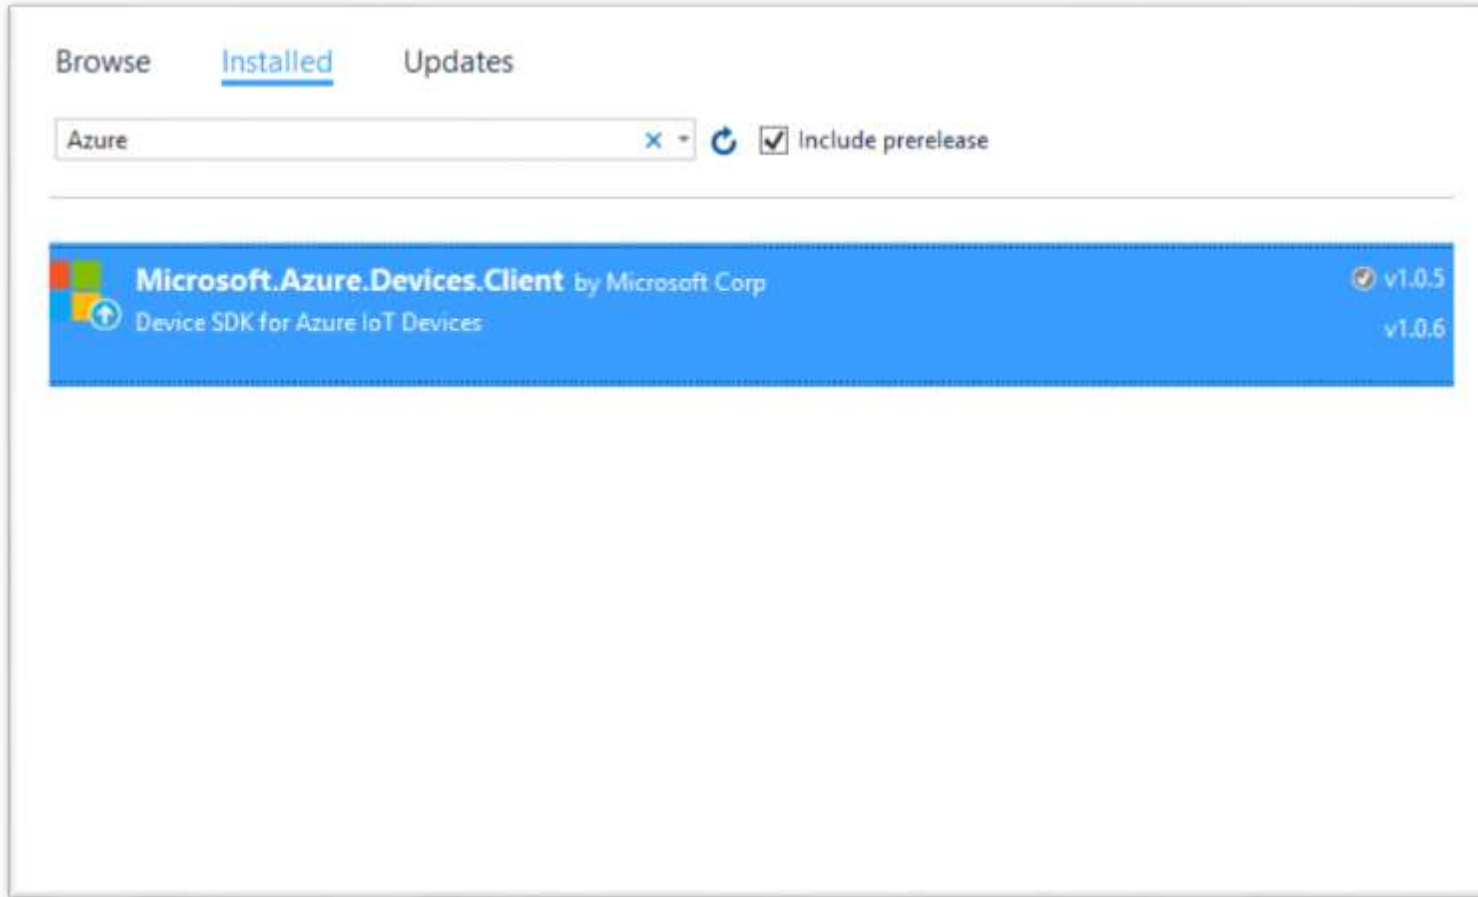 Browse Installed Updates
Azure Include prerelease
Microsoft.Azure.Devices.Client by Microsoft Corp v1.0.5
Device SDK for Azure IoT Devices v1.0.6